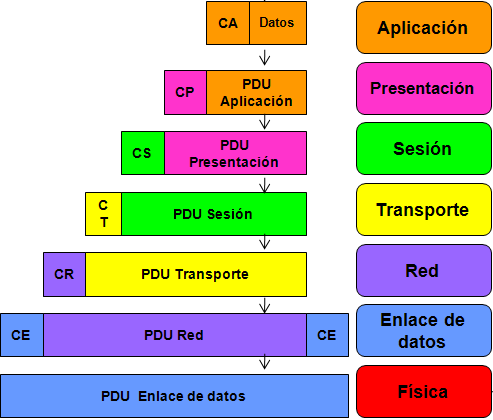 CA Datos Aplicación
CP PDU Aplicación Presentación
CS PDU Presentación Sesión
C T PDU Sesión Transporte
CR PDU Transporte Red
CE PDU Red CE Enlace de datos
PDU Enlace de datos Física